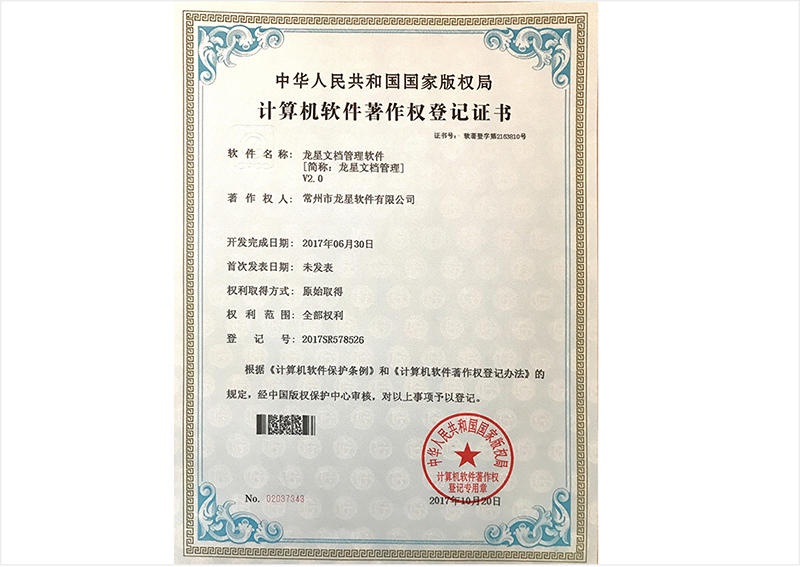 中华人民共和国国家版权局
计算机软件著作权登记证书
证书号： 软著登字第2163810号
软件名称： 龙星文档管理软件
[简称：龙星文档管理]
V2.0
著作权人： 常州市龙星软件有限公司
开发完成日期： 2017年06月30日
首次发表日期： 未发表
权利取得方式： 原始取得
权利范围： 全部权利
登记号： 2017SR578526
根据《计算机软件保护条例》和《计算机软件著作权登记办法》的
规定，经中国版权保护中心审核，对以上事项予以登记。
中华人民共和国国家版权局
计算机软件著作权
登记专用章
No. 02037343
2017年10月20日